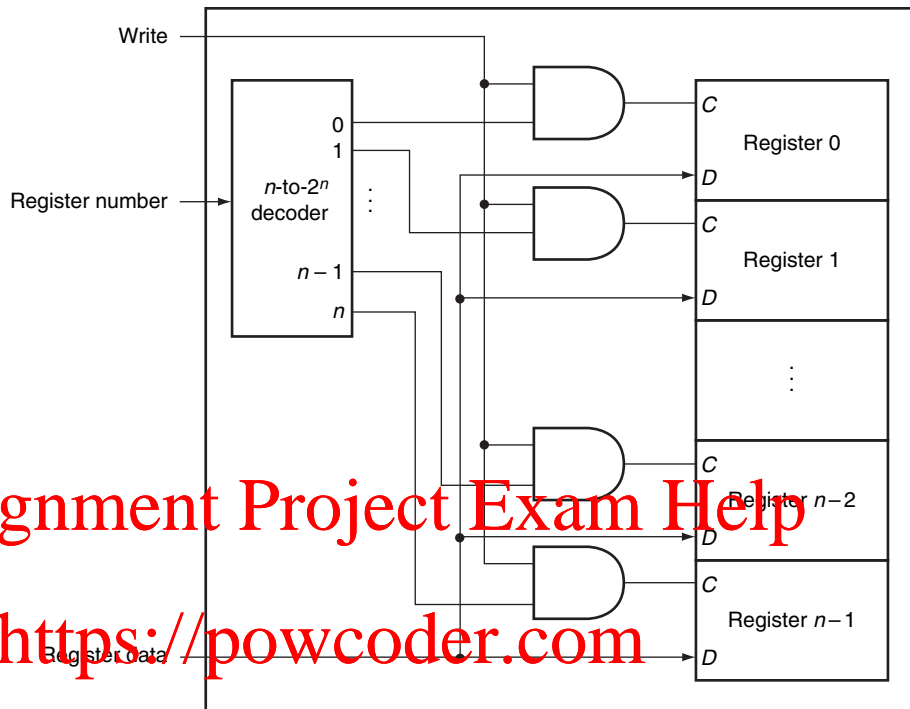 Write
C
0
Register 0
1
n-to-2ⁿ
decoder
⋮
D
Register number
C
Register 1
n – 1
D
n
⋮
C
Register n – 2
gnment Project Exam Help
D
C
Register n – 1
https://powcoder.com
Register data
D